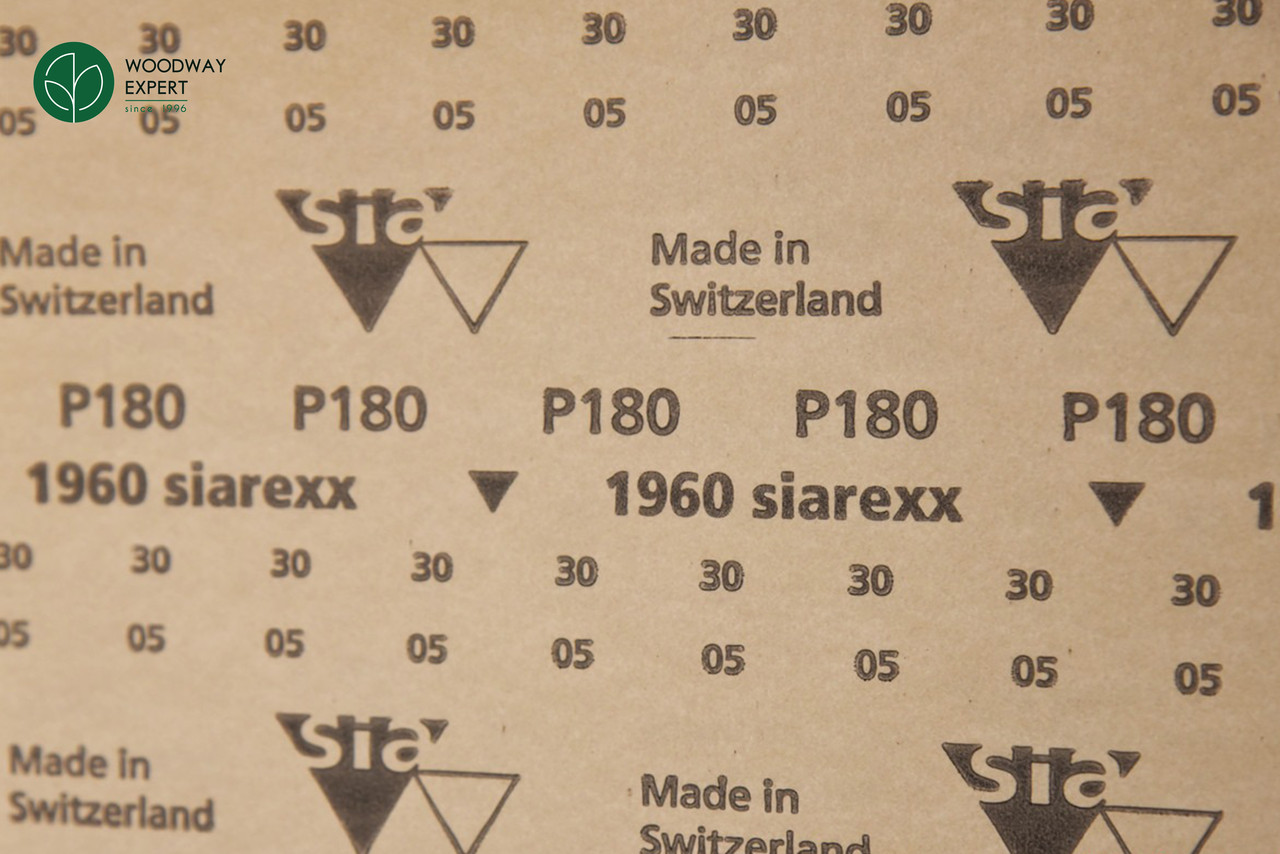 30 30 30 30 30 30 30 30 30
WOODWAY
EXPERT
since 1996
05 05 05 05 05 05 05 05 05
sia sia
Made in Made in
Switzerland Switzerland
P180 P180 P180 P180 P180
1960 siarexx 1960 siarexx 1
30 30 30 30 30 30 30 30 30
05 05 05 05 05 05 05 05 05
sia sia
Made in Made in
Switzerland Switzerland